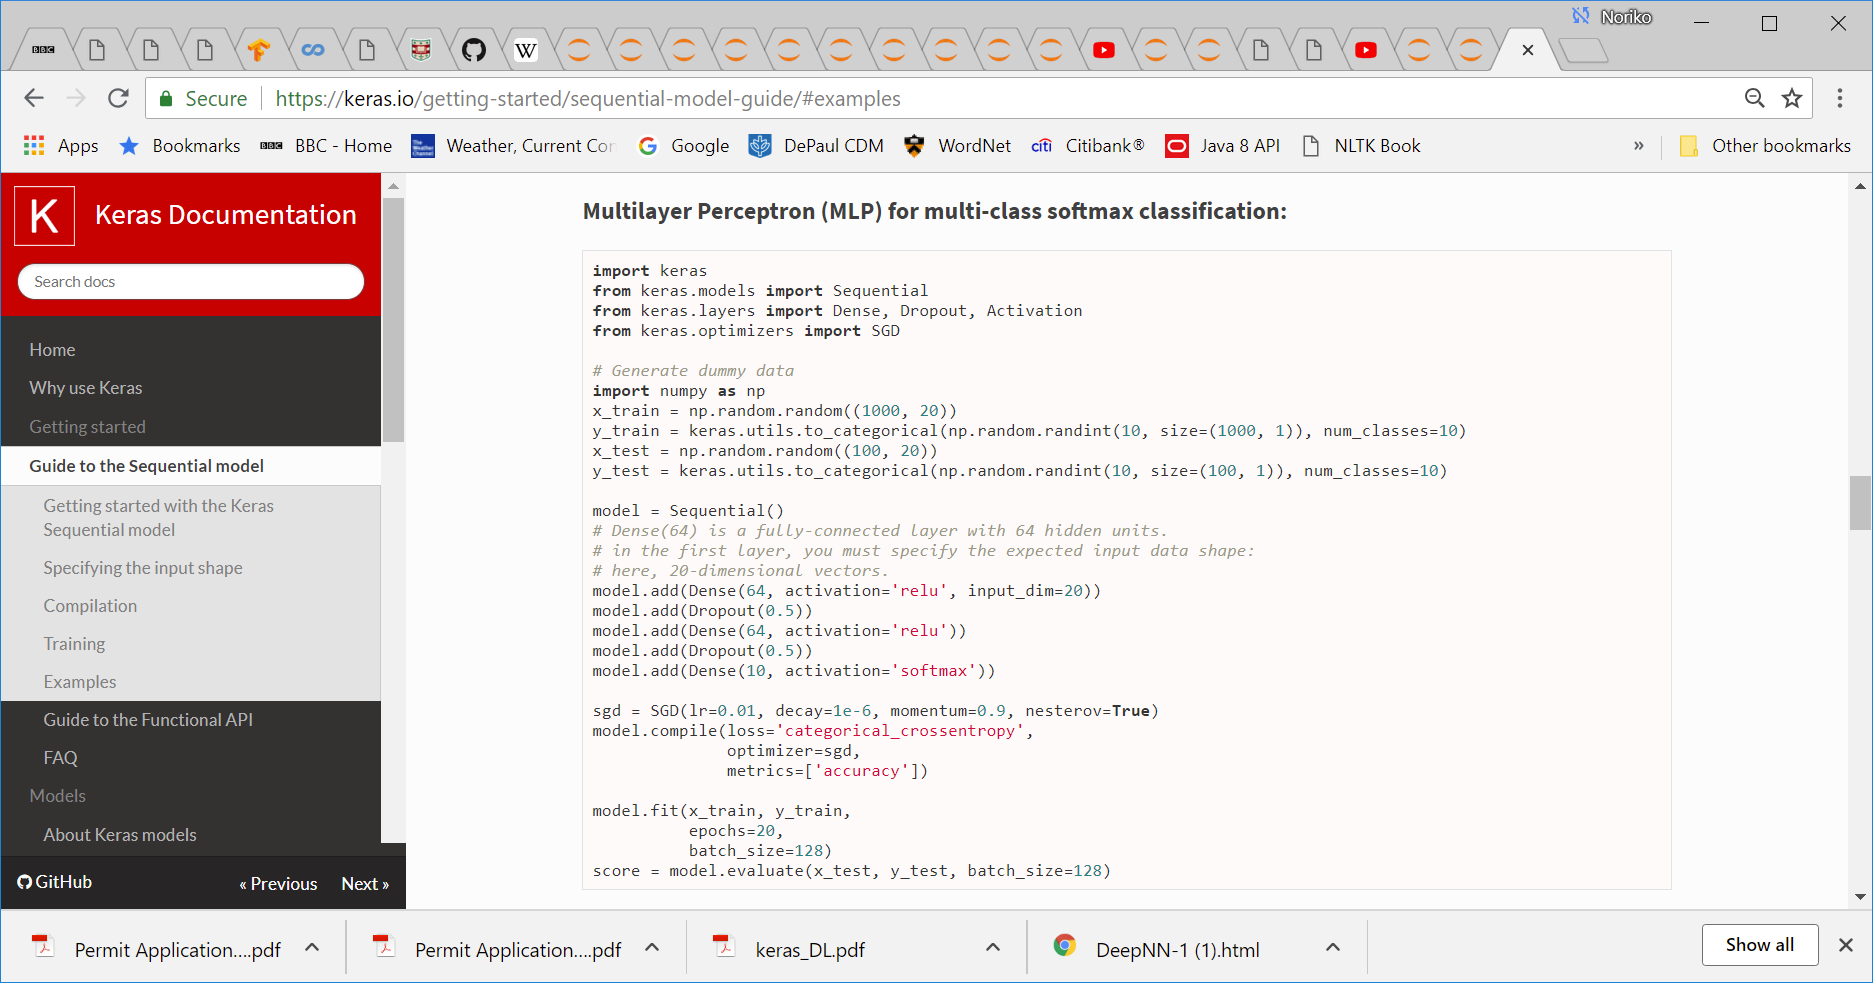 Noriko
BBC
W
Secure
https://keras.io/getting-started/sequential-model-guide/#examples
Apps
Bookmarks
BBC
BBC - Home
Weather, Current Con
Google
DePaul CDM
WordNet
citi
Citibank®
Java 8 API
NLTK Book
»
Other bookmarks
K
Keras Documentation
Search docs
Home
Why use Keras
Getting started
Guide to the Sequential model
Getting started with the Keras
Sequential model
Specifying the input shape
Compilation
Training
Examples
Guide to the Functional API
FAQ
Models
About Keras models
GitHub
« Previous
Next »
Multilayer Perceptron (MLP) for multi-class softmax classification:
import keras
from keras.models import Sequential
from keras.layers import Dense, Dropout, Activation
from keras.optimizers import SGD
# Generate dummy data
import numpy as np
x_train = np.random.random((1000, 20))
y_train = keras.utils.to_categorical(np.random.randint(10, size=(1000, 1)), num_classes=10)
x_test = np.random.random((100, 20))
y_test = keras.utils.to_categorical(np.random.randint(10, size=(100, 1)), num_classes=10)
model = Sequential()
# Dense(64) is a fully-connected layer with 64 hidden units.
# in the first layer, you must specify the expected input data shape:
# here, 20-dimensional vectors.
model.add(Dense(64, activation='relu', input_dim=20))
model.add(Dropout(0.5))
model.add(Dense(64, activation='relu'))
model.add(Dropout(0.5))
model.add(Dense(10, activation='softmax'))
sgd = SGD(lr=0.01, decay=1e-6, momentum=0.9, nesterov=True)
model.compile(loss='categorical_crossentropy',
optimizer=sgd,
metrics=['accuracy'])
model.fit(x_train, y_train,
epochs=20,
batch_size=128)
score = model.evaluate(x_test, y_test, batch_size=128)
Permit Application....pdf
Permit Application....pdf
keras_DL.pdf
DeepNN-1 (1).html
Show all